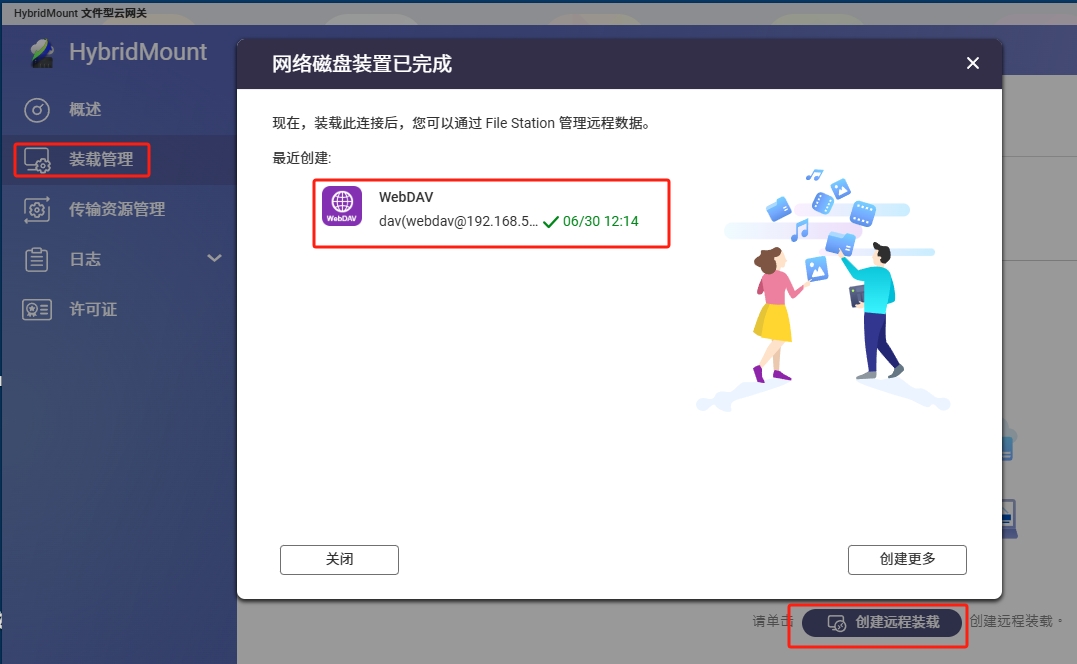 HybridMount 文件型云网关
HybridMount
概述
装载管理
传输资源管理
日志
许可证
网络磁盘装置已完成
现在，装载此连接后，您可以通过 File Station 管理远程数据。
最近创建:
WebDAV
WebDAV
dav(webdav@192.168.5... 06/30 12:14
关闭
创建更多
请单击 创建远程装载 创建远程装载。